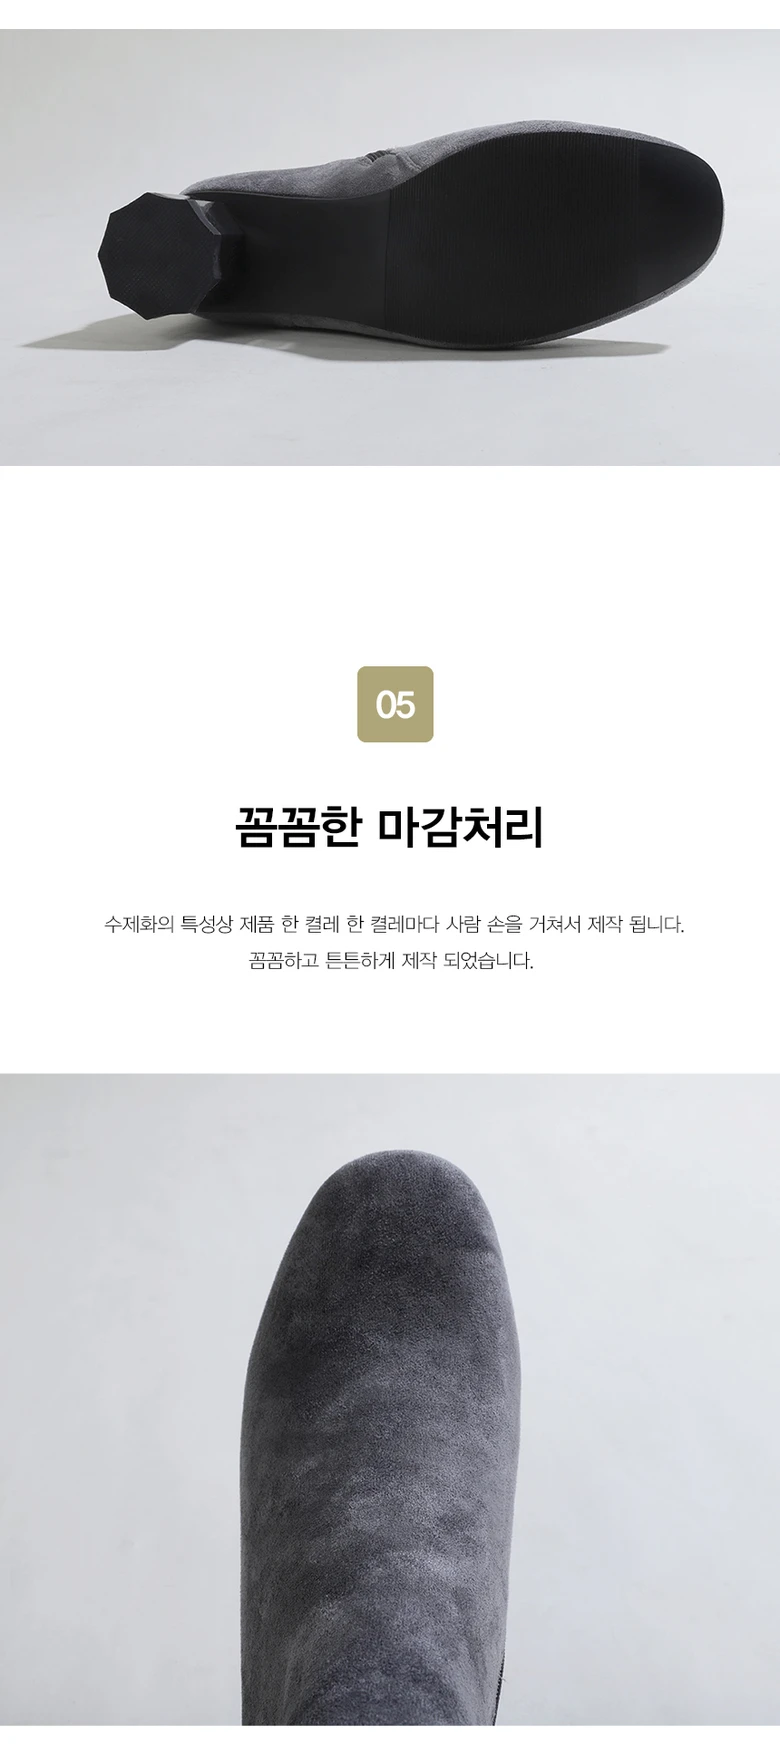 05
꼼꼼한 마감처리
수제화의 특성상 제품 한 켤레 한 켤레마다 사람 손을 거쳐서 제작 됩니다.
꼼꼼하고 튼튼하게 제작 되었습니다.